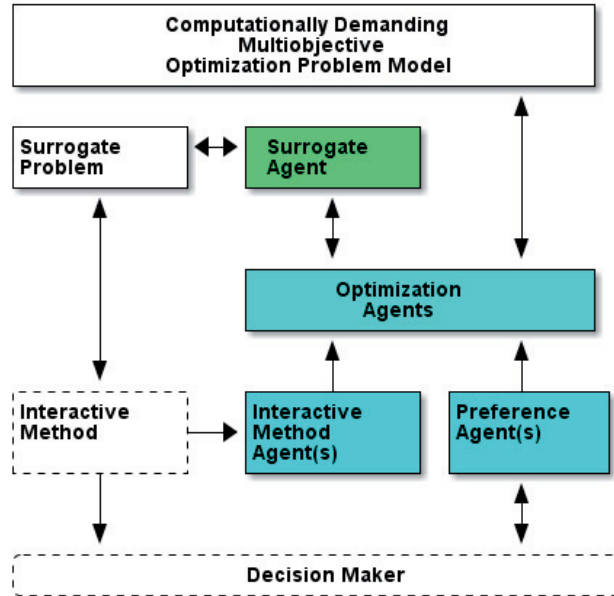 Computationally Demanding
Multiobjective
Optimization Problem Model
Surrogate
Problem
Surrogate
Agent
Optimization
Agents
Interactive
Method
Interactive
Method
Agent(s)
Preference
Agent(s)
Decision Maker